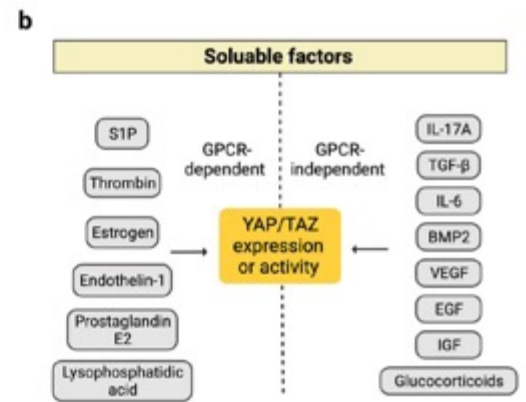 b
Soluable factors
S1P
Thrombin
Estrogen
Endothelin-1
Prostaglandin
E2
Lysophosphatidic
acid
GPCR-
dependent
GPCR-
independent
YAP/TAZ
expression
or activity
IL-17A
TGF-β
IL-6
BMP2
VEGF
EGF
IGF
Glucocorticoids